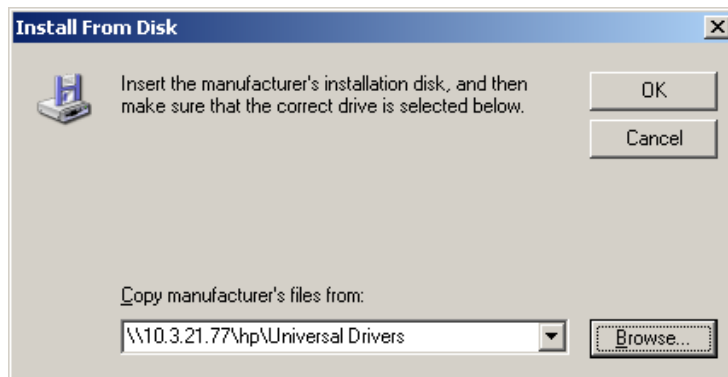 Install From Disk
Insert the manufacturer's installation disk, and then
make sure that the correct drive is selected below.
OK
Cancel
Copy manufacturer's files from:
\\10.3.21.77\hp\Universal Drivers
Browse...